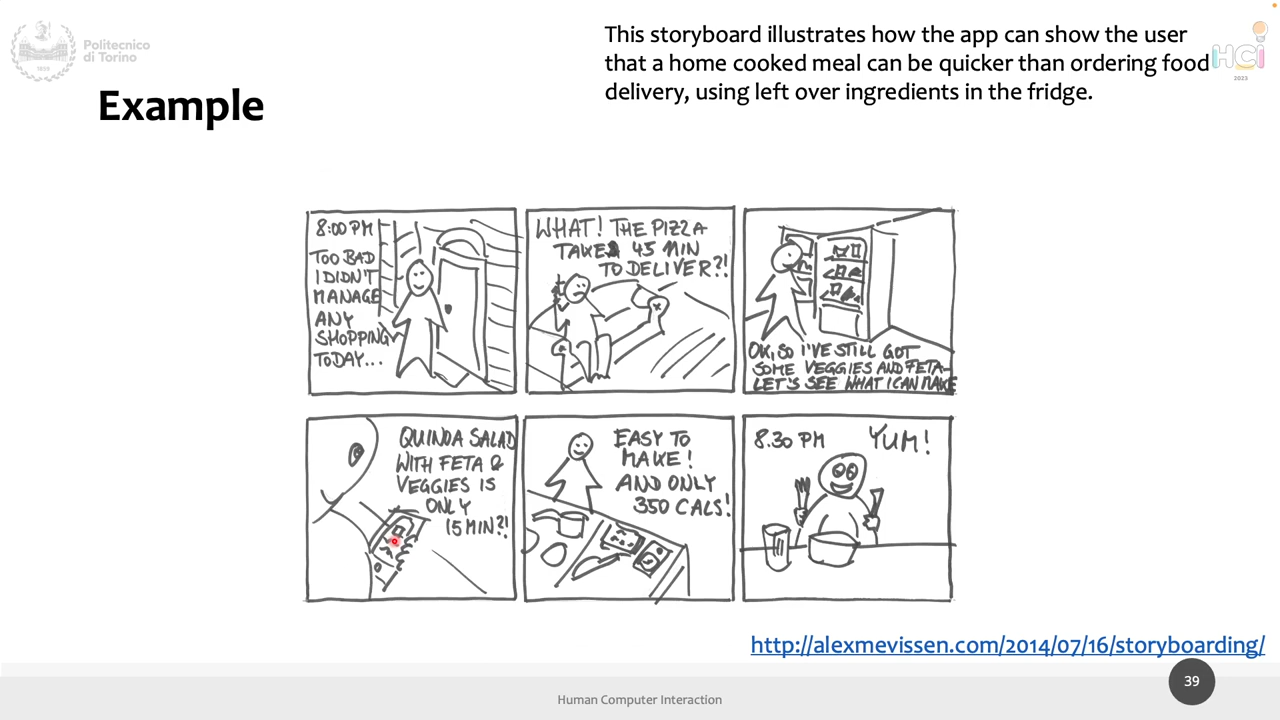 Politecnico
di Torino
1859
This storyboard illustrates how the app can show the user
that a home cooked meal can be quicker than ordering food
delivery, using left over ingredients in the fridge.
HCI
2023
Example
8:00 PM
TOO BAD
I DIDN'T
MANAGE
ANY
SHOPPING
TODAY...
WHAT! THE PIZZA
TAKES 45 MIN
TO DELIVER?!
OK, SO I'VE STILL GOT
SOME VEGGIES AND FETA-
LET'S SEE WHAT I CAN MAKE
QUINOA SALAD
WITH FETA &
VEGGIES IS
ONLY
15 MIN?!
EASY TO
MAKE!
AND ONLY
350 CALS!
8.30 PM YUM!
http://alexmevissen.com/2014/07/16/storyboarding/
39
Human Computer Interaction